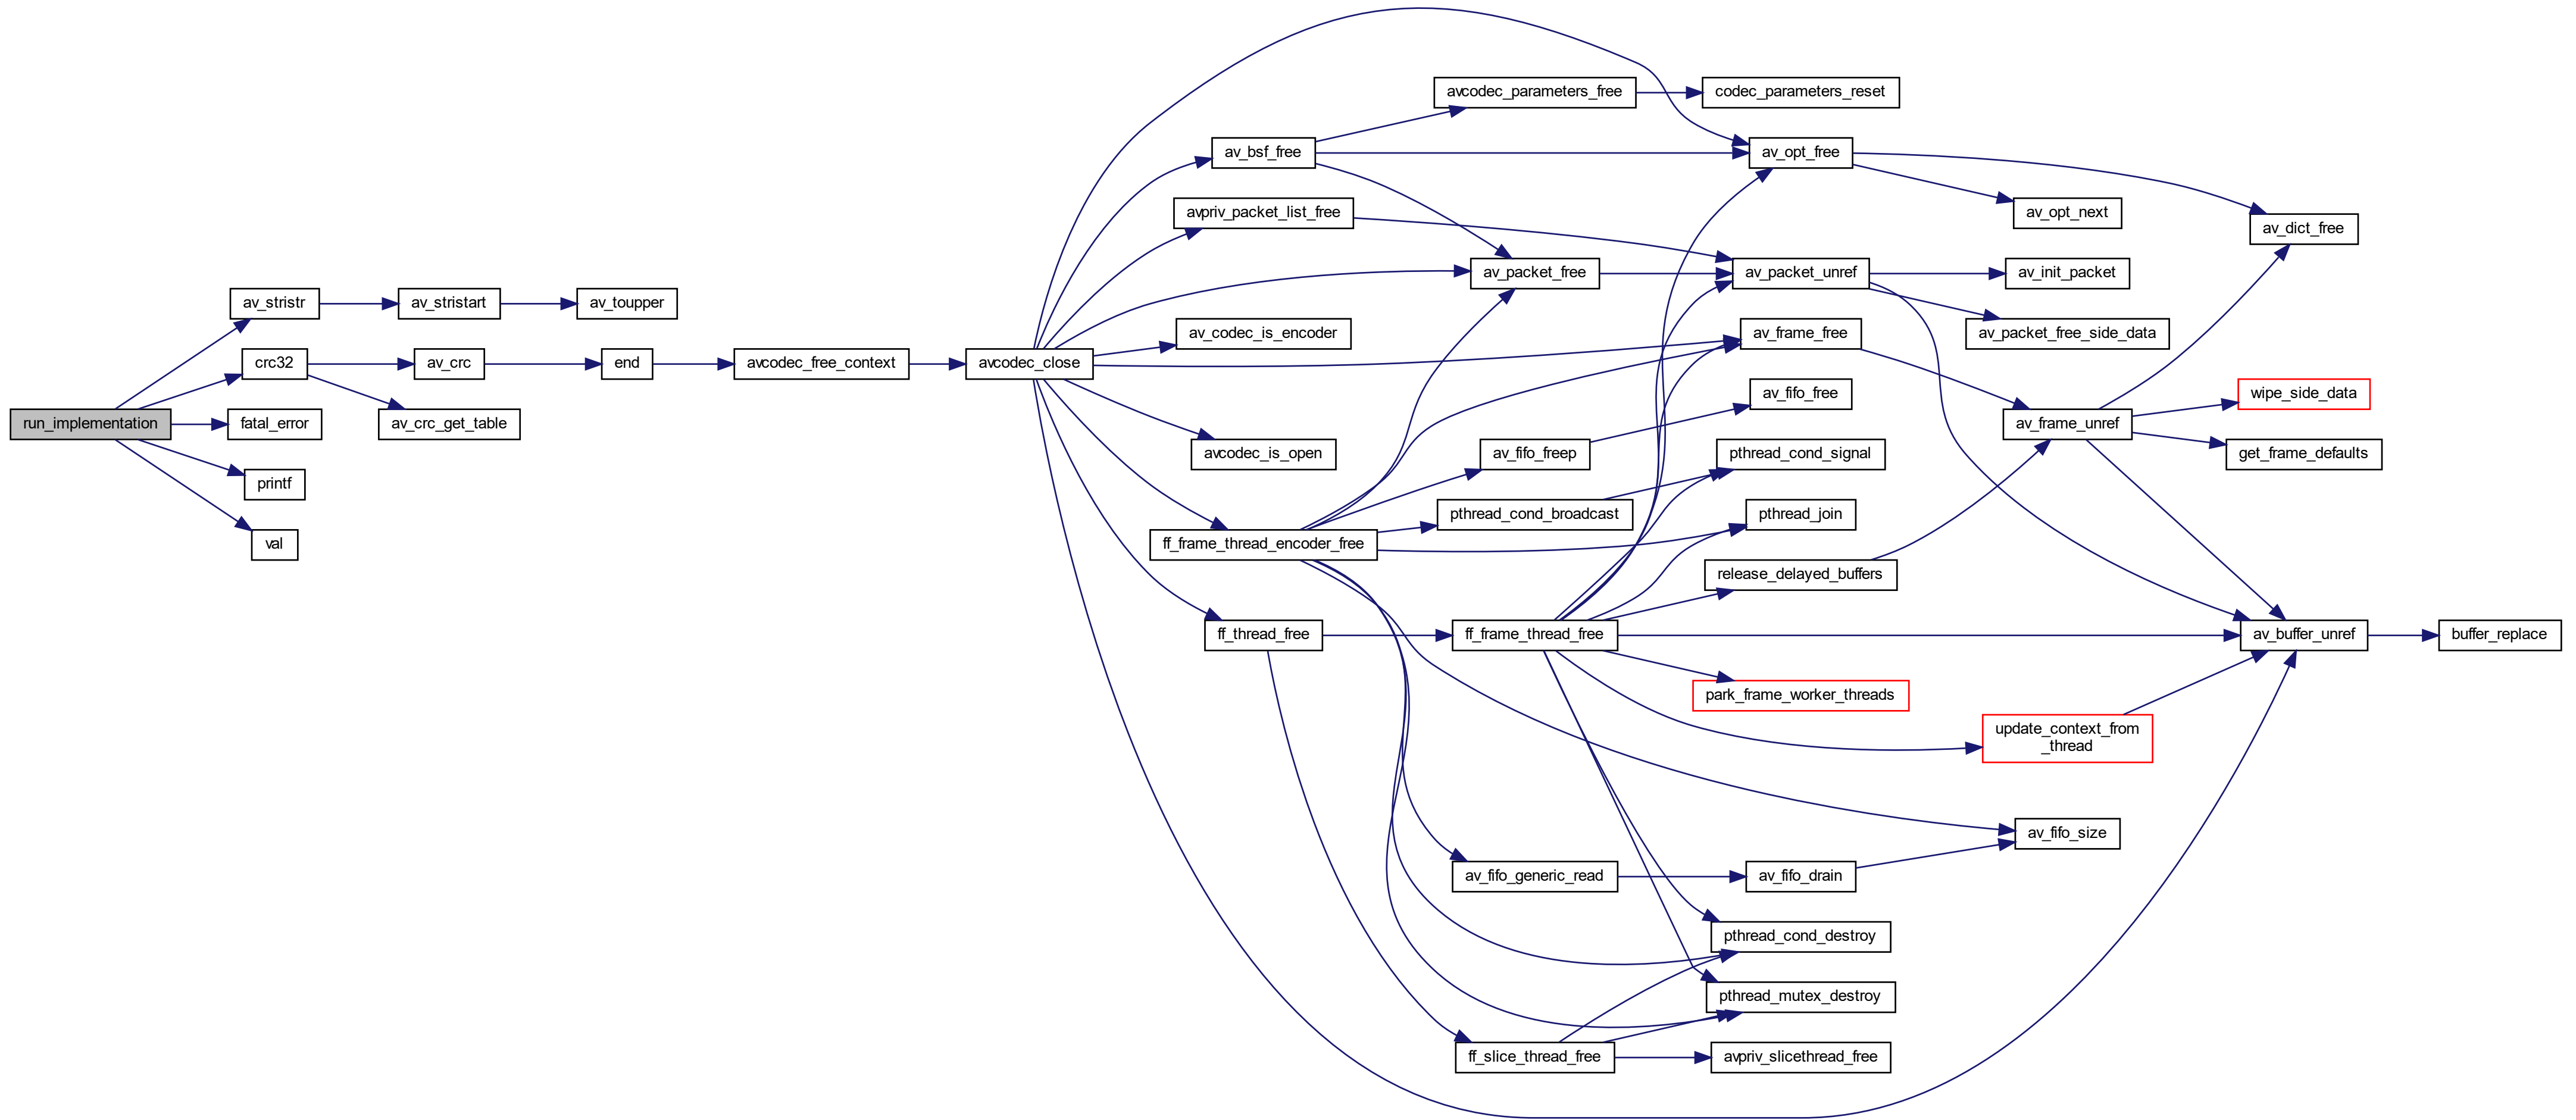 run_implementation
av_stristr
crc32
fatal_error
printf
val
av_stristart
av_crc
av_crc_get_table
av_toupper
end
avcodec_free_context
avcodec_close
av_bsf_free
avpriv_packet_list_free
av_codec_is_encoder
avcodec_is_open
ff_frame_thread_encoder_free
ff_thread_free
avcodec_parameters_free
av_packet_free
av_fifo_freep
pthread_cond_broadcast
ff_frame_thread_free
av_fifo_generic_read
ff_slice_thread_free
codec_parameters_reset
av_opt_free
av_packet_unref
av_frame_free
av_fifo_free
pthread_cond_signal
pthread_join
release_delayed_buffers
park_frame_worker_threads
av_fifo_drain
pthread_cond_destroy
pthread_mutex_destroy
avpriv_slicethread_free
av_opt_next
av_init_packet
av_packet_free_side_data
av_frame_unref
update_context_from
_thread
av_fifo_size
av_dict_free
wipe_side_data
get_frame_defaults
av_buffer_unref
buffer_replace